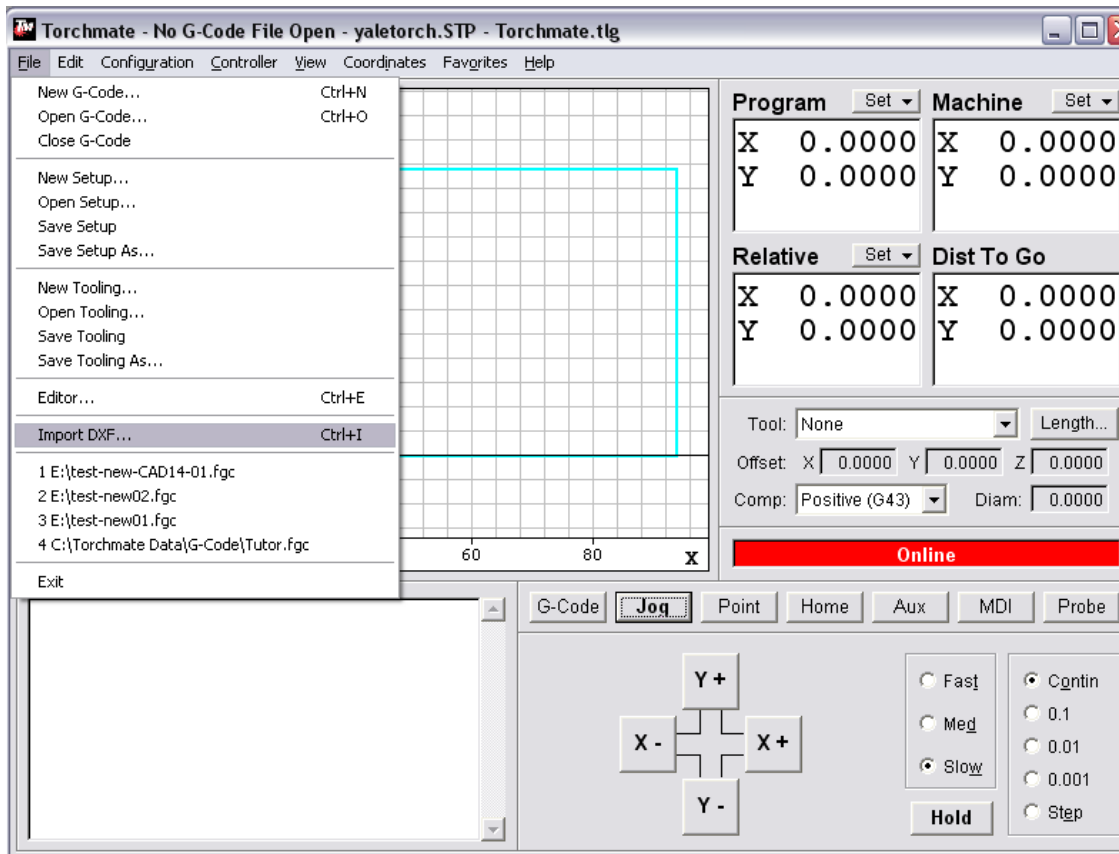 Torchmate - No G-Code File Open - yaletorch.STP - Torchmate.tlg
File Edit Configuration Controller View Coordinates Favorites Help
New G-Code... Ctrl+N
Open G-Code... Ctrl+O
Close G-Code
New Setup...
Open Setup...
Save Setup
Save Setup As...
New Tooling...
Open Tooling...
Save Tooling
Save Tooling As...
Editor... Ctrl+E
Import DXF... Ctrl+I
1 E:\test-new-CAD14-01.fgc
2 E:\test-new02.fgc
3 E:\test-new01.fgc
4 C:\Torchmate Data\G-Code\Tutor.fgc
Exit
60 80 X
Program Set Machine Set
X 0.0000 X 0.0000
Y 0.0000 Y 0.0000
Relative Set Dist To Go
X 0.0000 X 0.0000
Y 0.0000 Y 0.0000
Tool: None Length...
Offset: X 0.0000 Y 0.0000 Z 0.0000
Comp: Positive (G43) Diam: 0.0000
Online
G-Code Jog Point Home Aux MDI Probe
Y +
X - X +
Y -
Fast
Med
Slow
Hold
Contin
0.1
0.01
0.001
Step